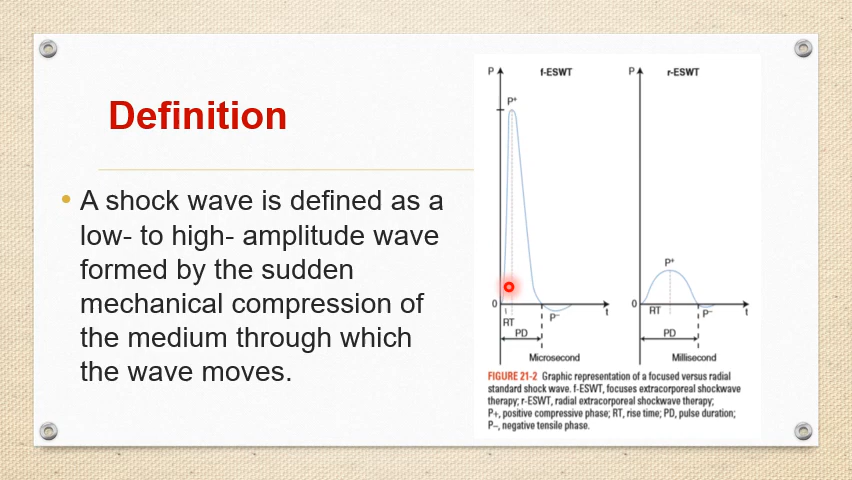 Definition
• A shock wave is defined as a
low- to high- amplitude wave
formed by the sudden
mechanical compression of
the medium through which
the wave moves.
P f-ESWT
P+
0
t
RT
P–
PD
Microsecond
P r-ESWT
P+
0
t
RT
P–
PD
Millisecond
FIGURE 21-2 Graphic representation of a focused versus radial
standard shock wave. f-ESWT, focuses extracorporeal shockwave
therapy; r-ESWT, radial extracorporeal shockwave therapy;
P+, positive compressive phase; RT, rise time; PD, pulse duration;
P–, negative tensile phase.